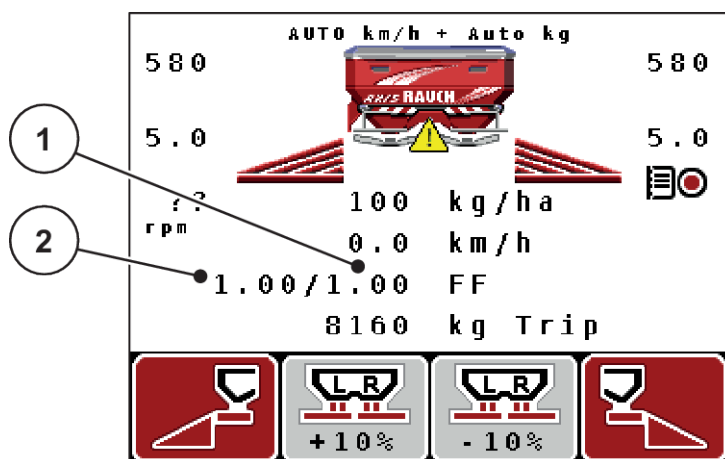 AUTO km/h + Auto kg
580
580
AXIS RAUCH
1
5.0
5.0
??
100 kg/ha
rpm
2
0.0 km/h
1.00/1.00 FF
8160 kg Trip
L R
L R
+10%
-10%